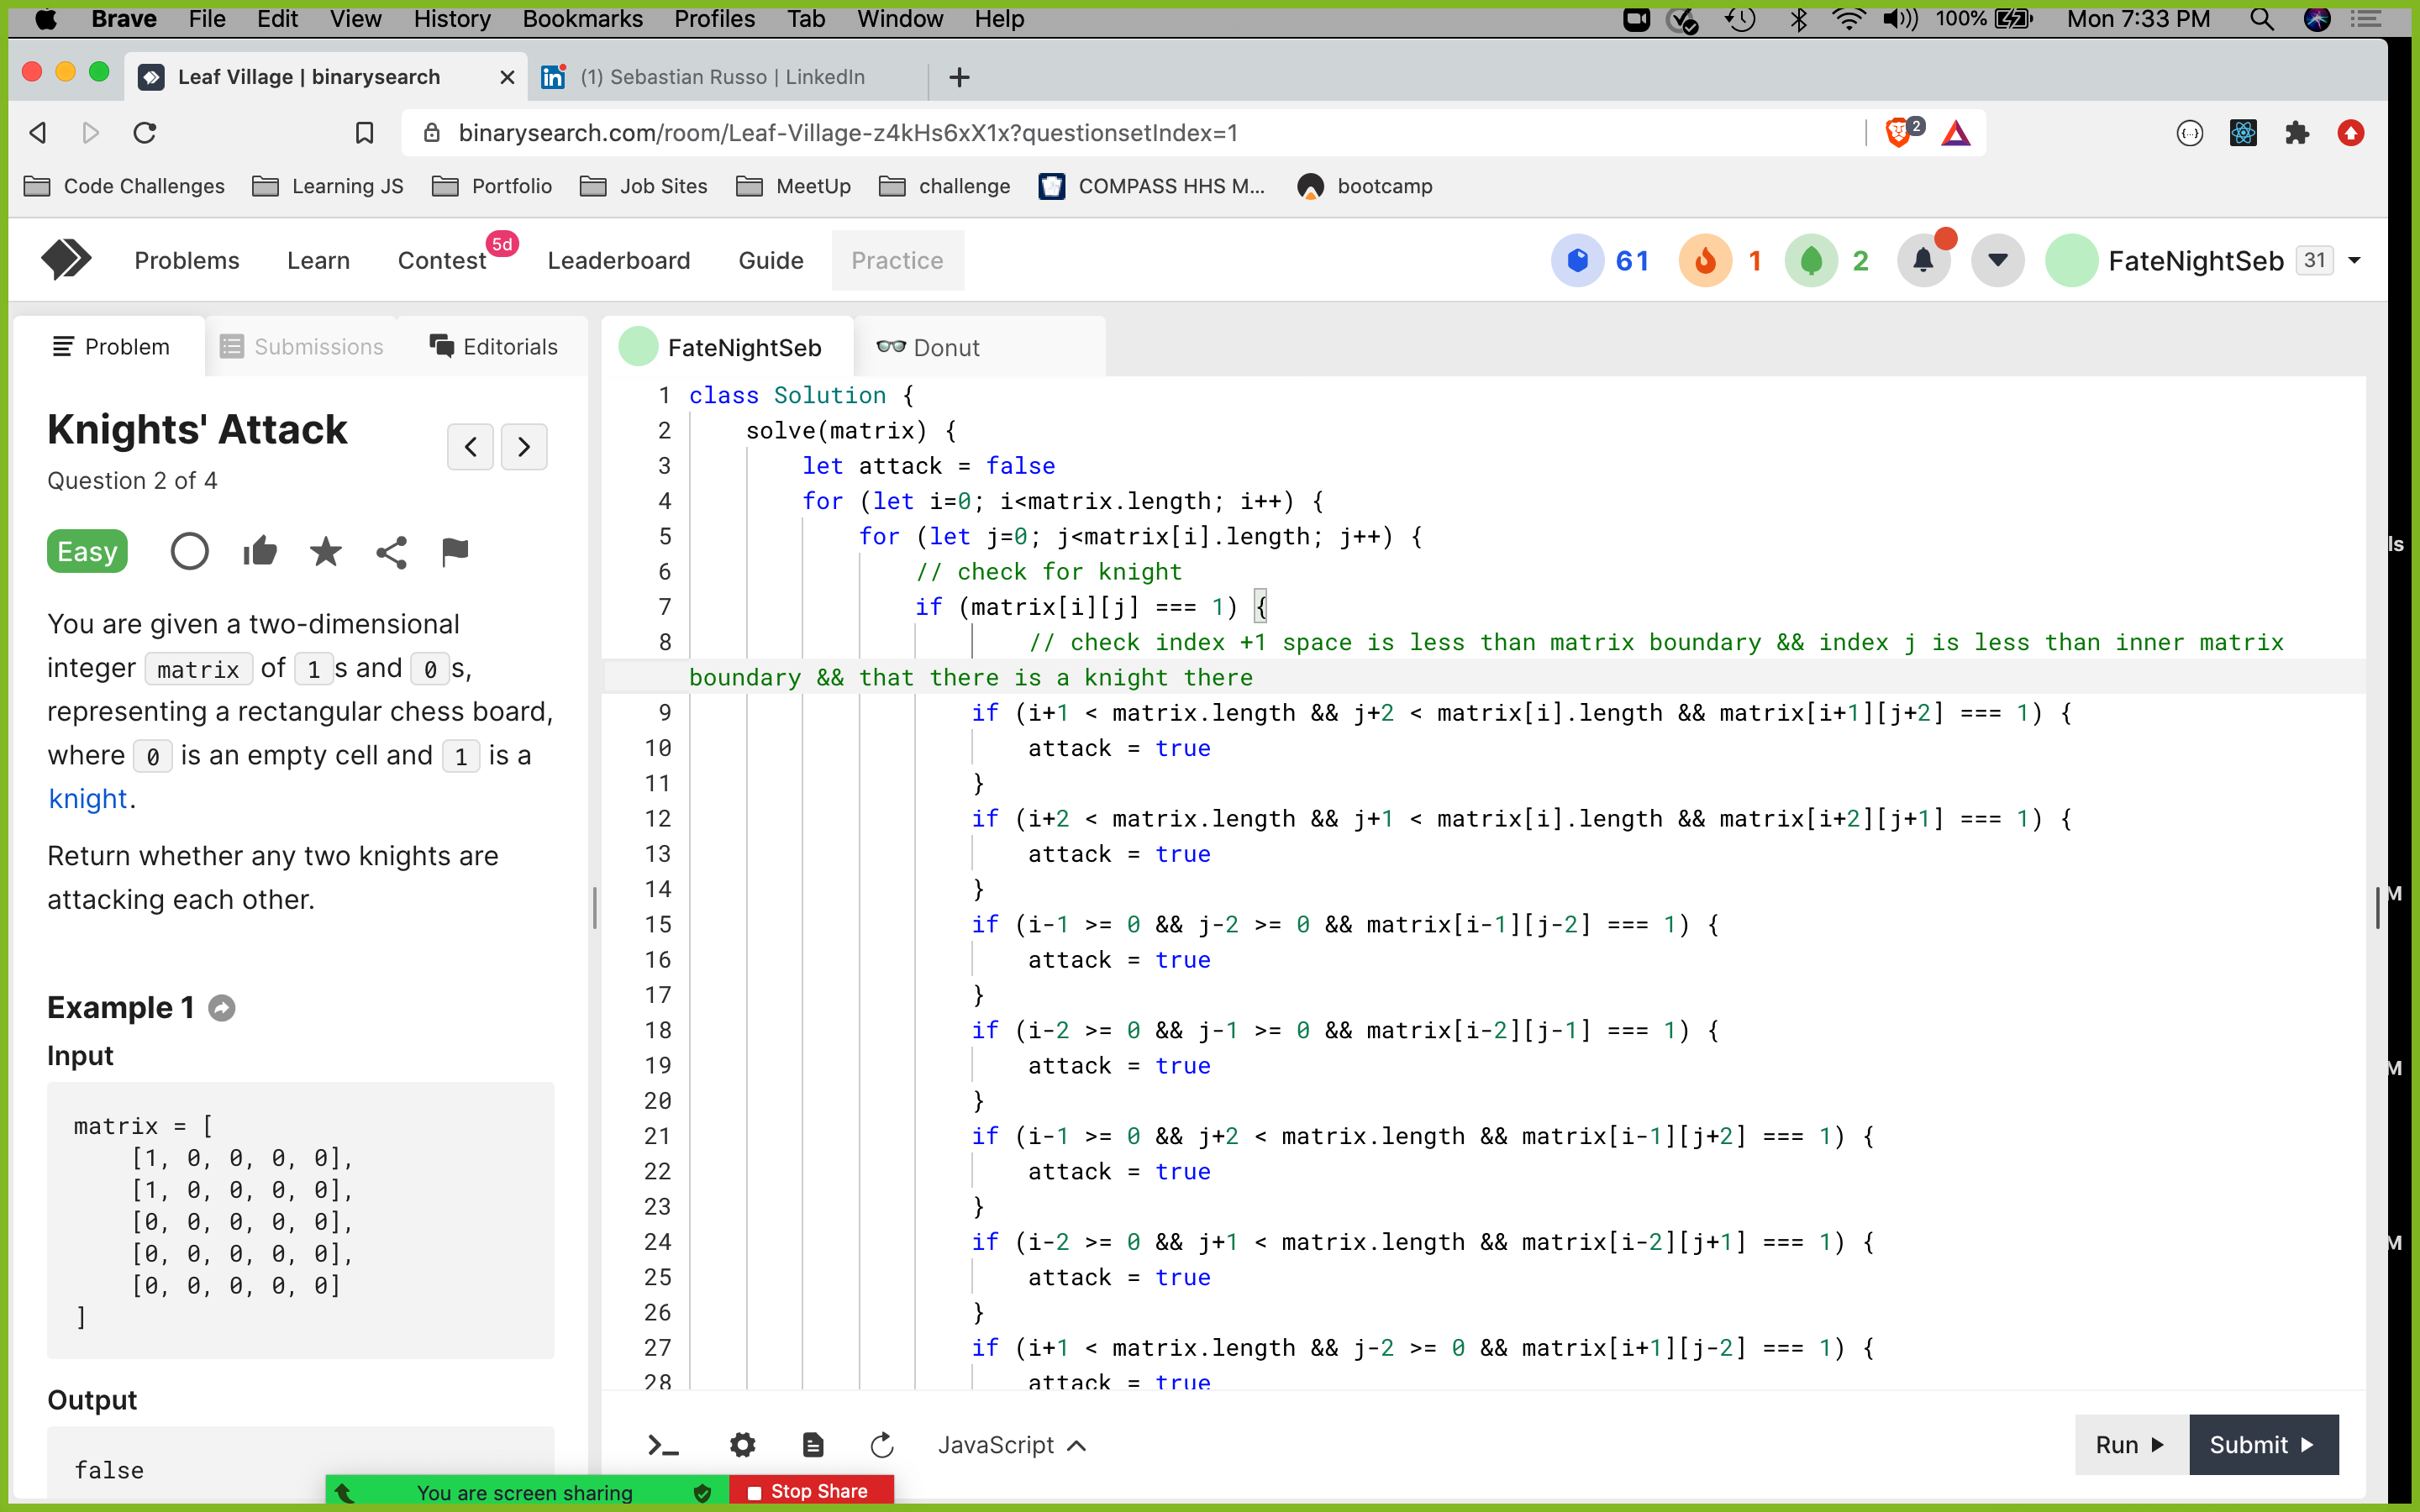 Brave File Edit View History Bookmarks Profiles Tab Window Help 100% Mon 7:33 PM
Leaf Village | binarysearch (1) Sebastian Russo | LinkedIn
binarysearch.com/room/Leaf-Village-z4kHs6xX1x?questionsetIndex=1 2
Code Challenges Learning JS Portfolio Job Sites MeetUp challenge COMPASS HHS M... bootcamp
Problems Learn Contest 5d Leaderboard Guide Practice 61 1 2 FateNightSeb 31
Problem Submissions Editorials
Knights' Attack
Question 2 of 4
Easy
You are given a two-dimensional
integer matrix of 1s and 0s,
representing a rectangular chess board,
where 0 is an empty cell and 1 is a
knight.
Return whether any two knights are
attacking each other.
Example 1
Input
matrix = [
[1, 0, 0, 0, 0],
[1, 0, 0, 0, 0],
[0, 0, 0, 0, 0],
[0, 0, 0, 0, 0],
[0, 0, 0, 0, 0]
]
Output
false
FateNightSeb Donut
1 class Solution {
2 solve(matrix) {
3 let attack = false
4 for (let i=0; i<matrix.length; i++) {
5 for (let j=0; j<matrix[i].length; j++) {
6 // check for knight
7 if (matrix[i][j] === 1) {
8 // check index +1 space is less than matrix boundary && index j is less than inner matrix
boundary && that there is a knight there
9 if (i+1 < matrix.length && j+2 < matrix[i].length && matrix[i+1][j+2] === 1) {
10 attack = true
11 }
12 if (i+2 < matrix.length && j+1 < matrix[i].length && matrix[i+2][j+1] === 1) {
13 attack = true
14 }
15 if (i-1 >= 0 && j-2 >= 0 && matrix[i-1][j-2] === 1) {
16 attack = true
17 }
18 if (i-2 >= 0 && j-1 >= 0 && matrix[i-2][j-1] === 1) {
19 attack = true
20 }
21 if (i-1 >= 0 && j+2 < matrix.length && matrix[i-1][j+2] === 1) {
22 attack = true
23 }
24 if (i-2 >= 0 && j+1 < matrix.length && matrix[i-2][j+1] === 1) {
25 attack = true
26 }
27 if (i+1 < matrix.length && j-2 >= 0 && matrix[i+1][j-2] === 1) {
28 attack = true
JavaScript Run Submit
You are screen sharing Stop Share
ls
M
M
M